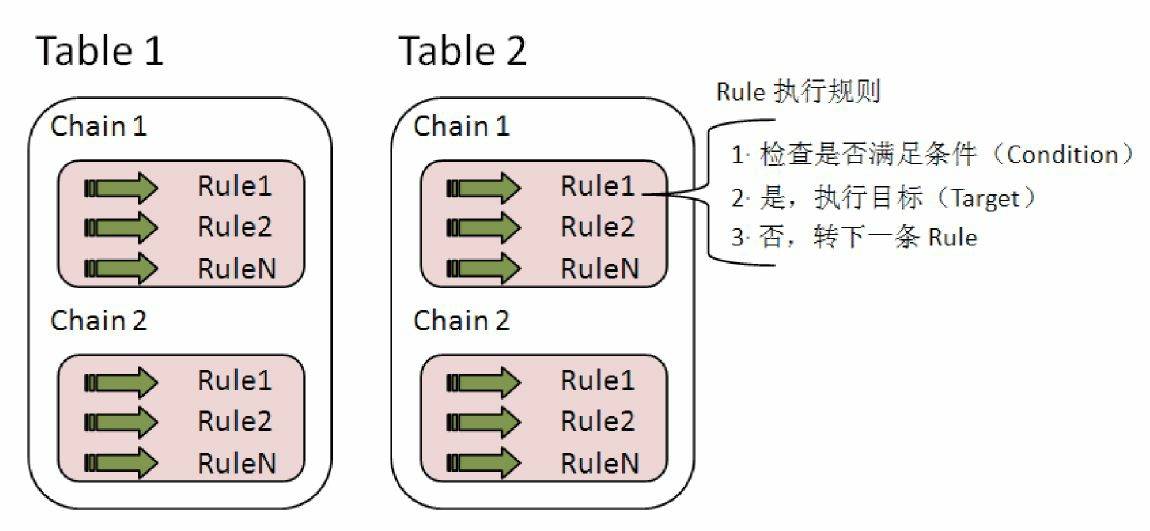 Table 1
Chain 1
Rule1
Rule2
RuleN
Chain 2
Rule1
Rule2
RuleN
Table 2
Chain 1
Rule1
Rule2
RuleN
Chain 2
Rule1
Rule2
RuleN
Rule 执行规则
1· 检查是否满足条件（Condition）
2· 是，执行目标（Target）
3· 否，转下一条 Rule